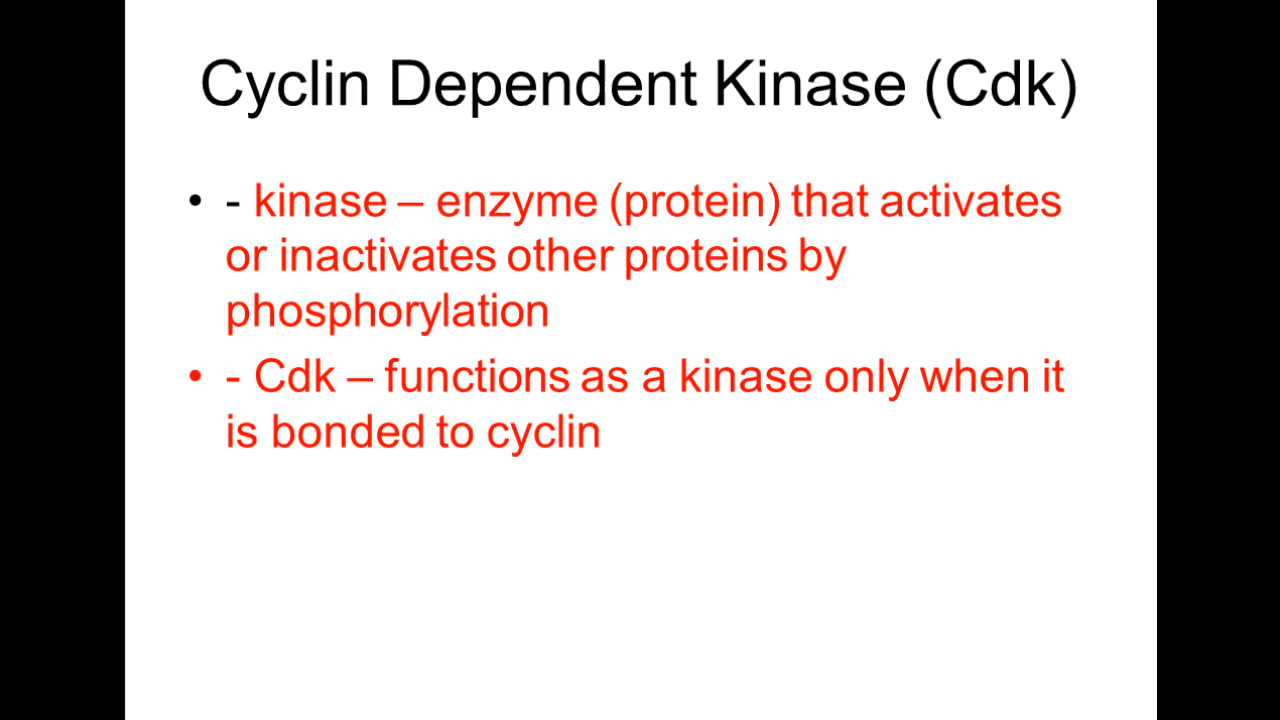 Cyclin Dependent Kinase (Cdk)
• - kinase – enzyme (protein) that activates
or inactivates other proteins by
phosphorylation
• - Cdk – functions as a kinase only when it
is bonded to cyclin